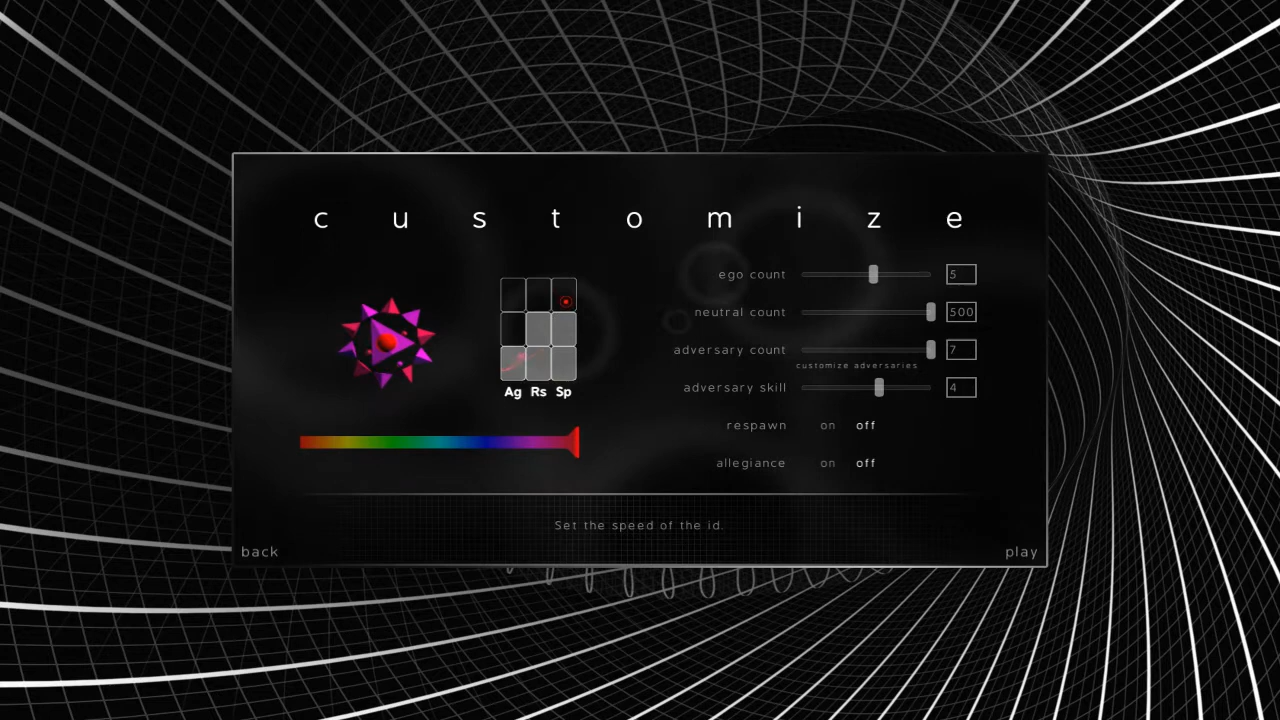 c u s t o m i z e
ego count 5
neutral count 500
adversary count 7
customize adversaries
adversary skill 4
Ag Rs Sp
respawn on off
allegiance on off
Set the speed of the id.
back play